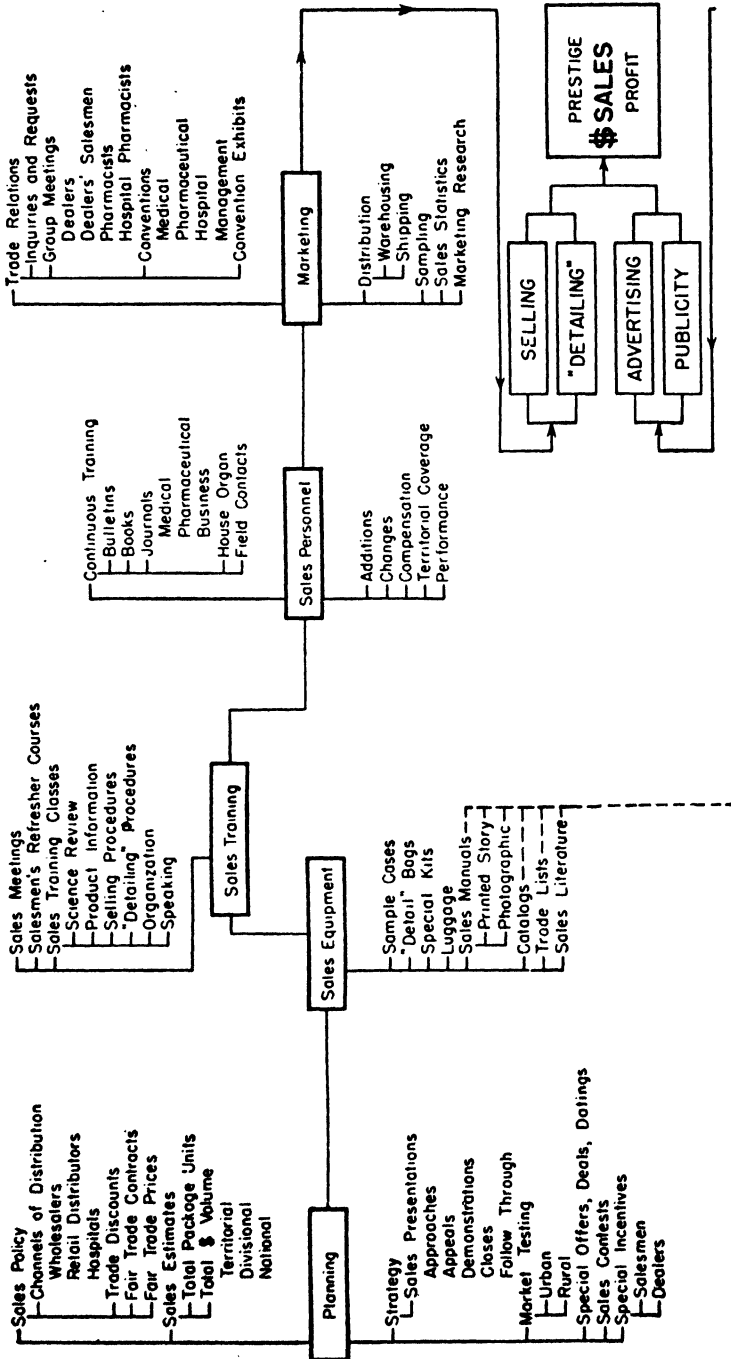 Sales Policy
Channels of Distribution
Wholesalers
Retail Distributors
Hospitals
Trade Discounts
Fair Trade Contracts
Fair Trade Prices
Sales Estimates
Total Package Units
Total $ Volume
Territorial
Divisional
National
Planning
Strategy
Sales Presentations
Approaches
Appeals
Demonstrations
Closes
Follow Through
Market Testing
Urban
Rural
Special Offers, Deals, Datings
Sales Contests
Special Incentives
Salesmen
Dealers
Sales Meetings
Salesmen's Refresher Courses
Sales Training Classes
Science Review
Product Information
Selling Procedures
"Detailing" Procedures
Organization
Speaking
Sales Training
Sales Equipment
Sample Cases
"Detail" Bags
Special Kits
Luggage
Sales Manuals
Printed Story
Photographic
Catalogs
Trade Lists
Sales Literature
Continuous Training
Bulletins
Books
Journals
Medical
Pharmaceutical
Business
House Organ
Field Contacts
Sales Personnel
Additions
Changes
Compensation
Territorial Coverage
Performance
Trade Relations
Inquiries and Requests
Group Meetings
Dealers
Dealers' Salesmen
Pharmacists
Hospital Pharmacists
Conventions
Medical
Pharmaceutical
Hospital
Management
Convention Exhibits
Marketing
Distribution
Warehousing
Shipping
Sampling
Sales Statistics
Marketing Research
SELLING
"DETAILING"
ADVERTISING
PUBLICITY
PRESTIGE
$ SALES
PROFIT